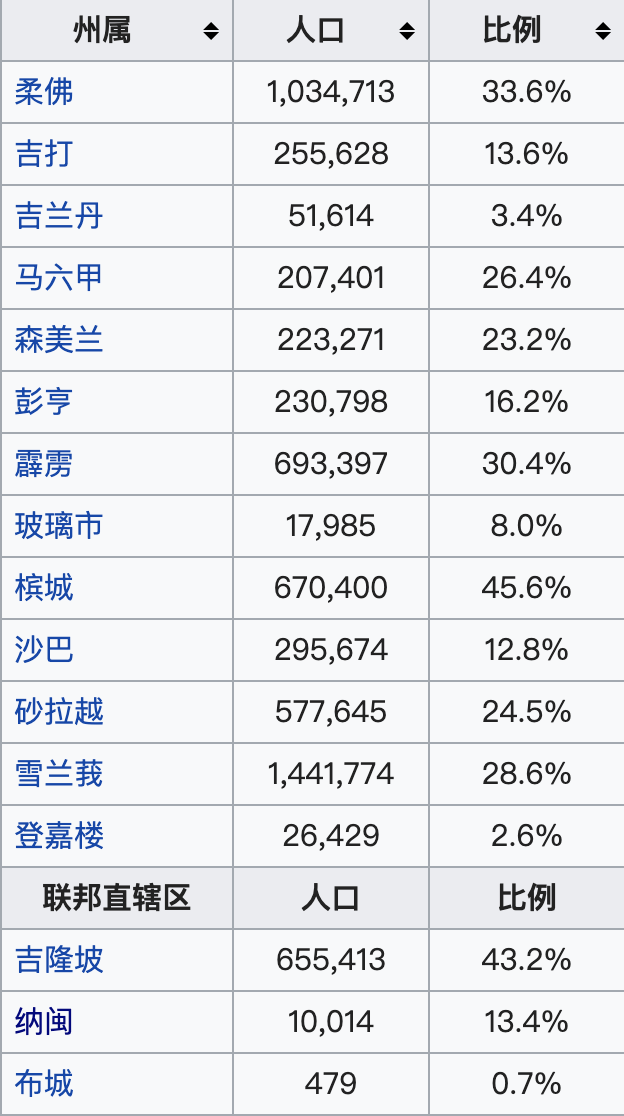 州属 人口 比例
柔佛 1,034,713 33.6%
吉打 255,628 13.6%
吉兰丹 51,614 3.4%
马六甲 207,401 26.4%
森美兰 223,271 23.2%
彭亨 230,798 16.2%
霹雳 693,397 30.4%
玻璃市 17,985 8.0%
槟城 670,400 45.6%
沙巴 295,674 12.8%
砂拉越 577,645 24.5%
雪兰莪 1,441,774 28.6%
登嘉楼 26,429 2.6%
联邦直辖区 人口 比例
吉隆坡 655,413 43.2%
纳闽 10,014 13.4%
布城 479 0.7%